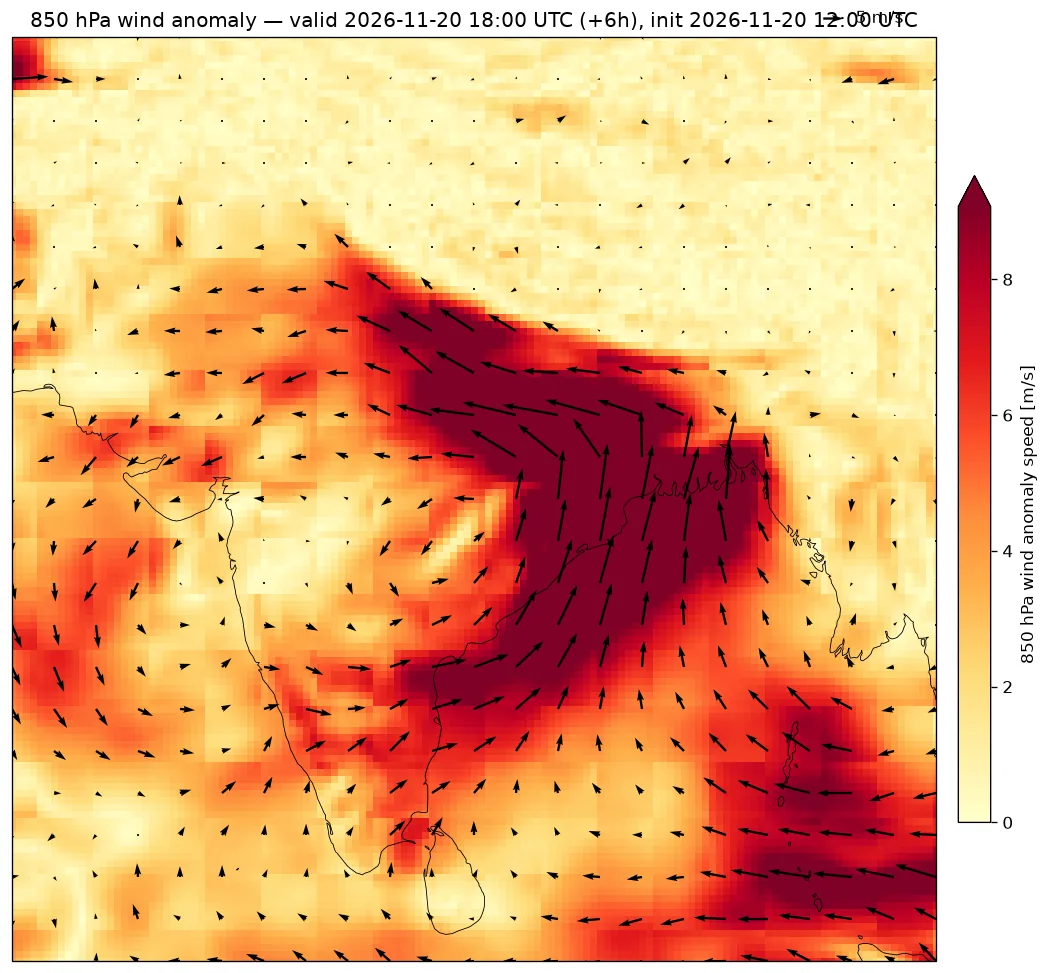 850 hPa wind anomaly — valid 2026-11-20 18:00 UTC (+6h), init 2026-11-20 12:00 UTC
5 m/s
8
6
4
2
0
850 hPa wind anomaly speed [m/s]